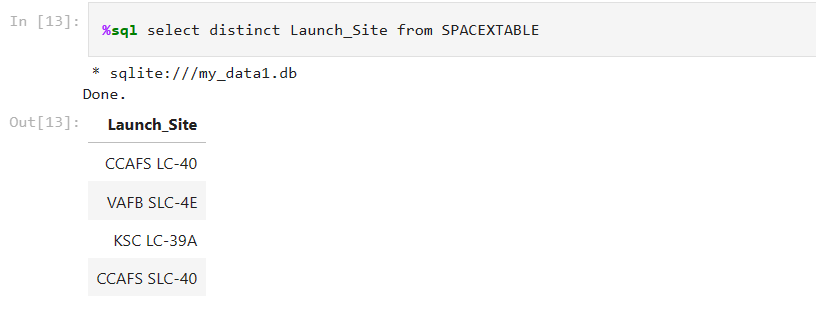 In [13]: %sql select distinct Launch_Site from SPACEXTABLE
* sqlite:///my_data1.db
Done.
Out[13]: Launch_Site
CCAFS LC-40
VAFB SLC-4E
KSC LC-39A
CCAFS SLC-40